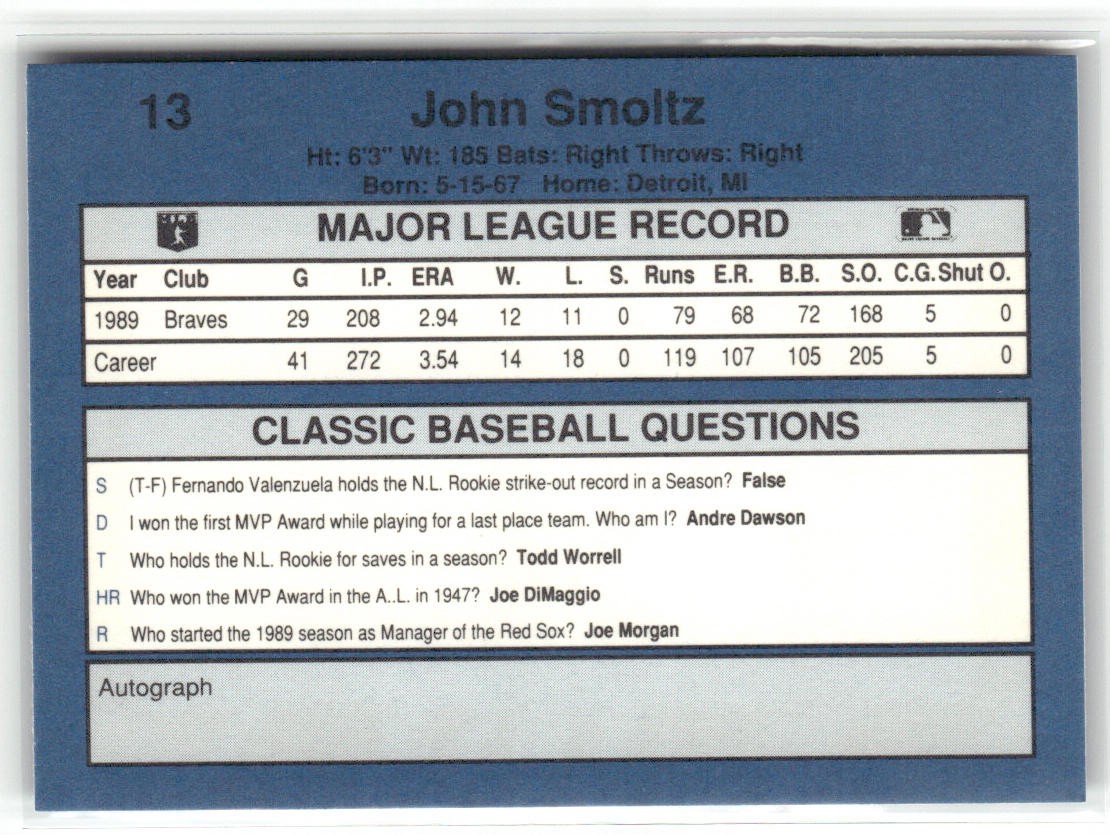 13
John Smoltz
Ht: 6'3" Wt: 185 Bats: Right Throws: Right
Born: 5-15-67 Home: Detroit, MI
MAJOR LEAGUE RECORD
Year Club G I.P. ERA W. L. S. Runs E.R. B.B. S.O. C.G. Shut O.
1989 Braves 29 208 2.94 12 11 0 79 68 72 168 5 0
Career 41 272 3.54 14 18 0 119 107 105 205 5 0
CLASSIC BASEBALL QUESTIONS
S (T-F) Fernando Valenzuela holds the N.L. Rookie strike-out record in a Season? False
D I won the first MVP Award while playing for a last place team. Who am I? Andre Dawson
T Who holds the N.L. Rookie for saves in a season? Todd Worrell
HR Who won the MVP Award in the A..L. in 1947? Joe DiMaggio
R Who started the 1989 season as Manager of the Red Sox? Joe Morgan
Autograph